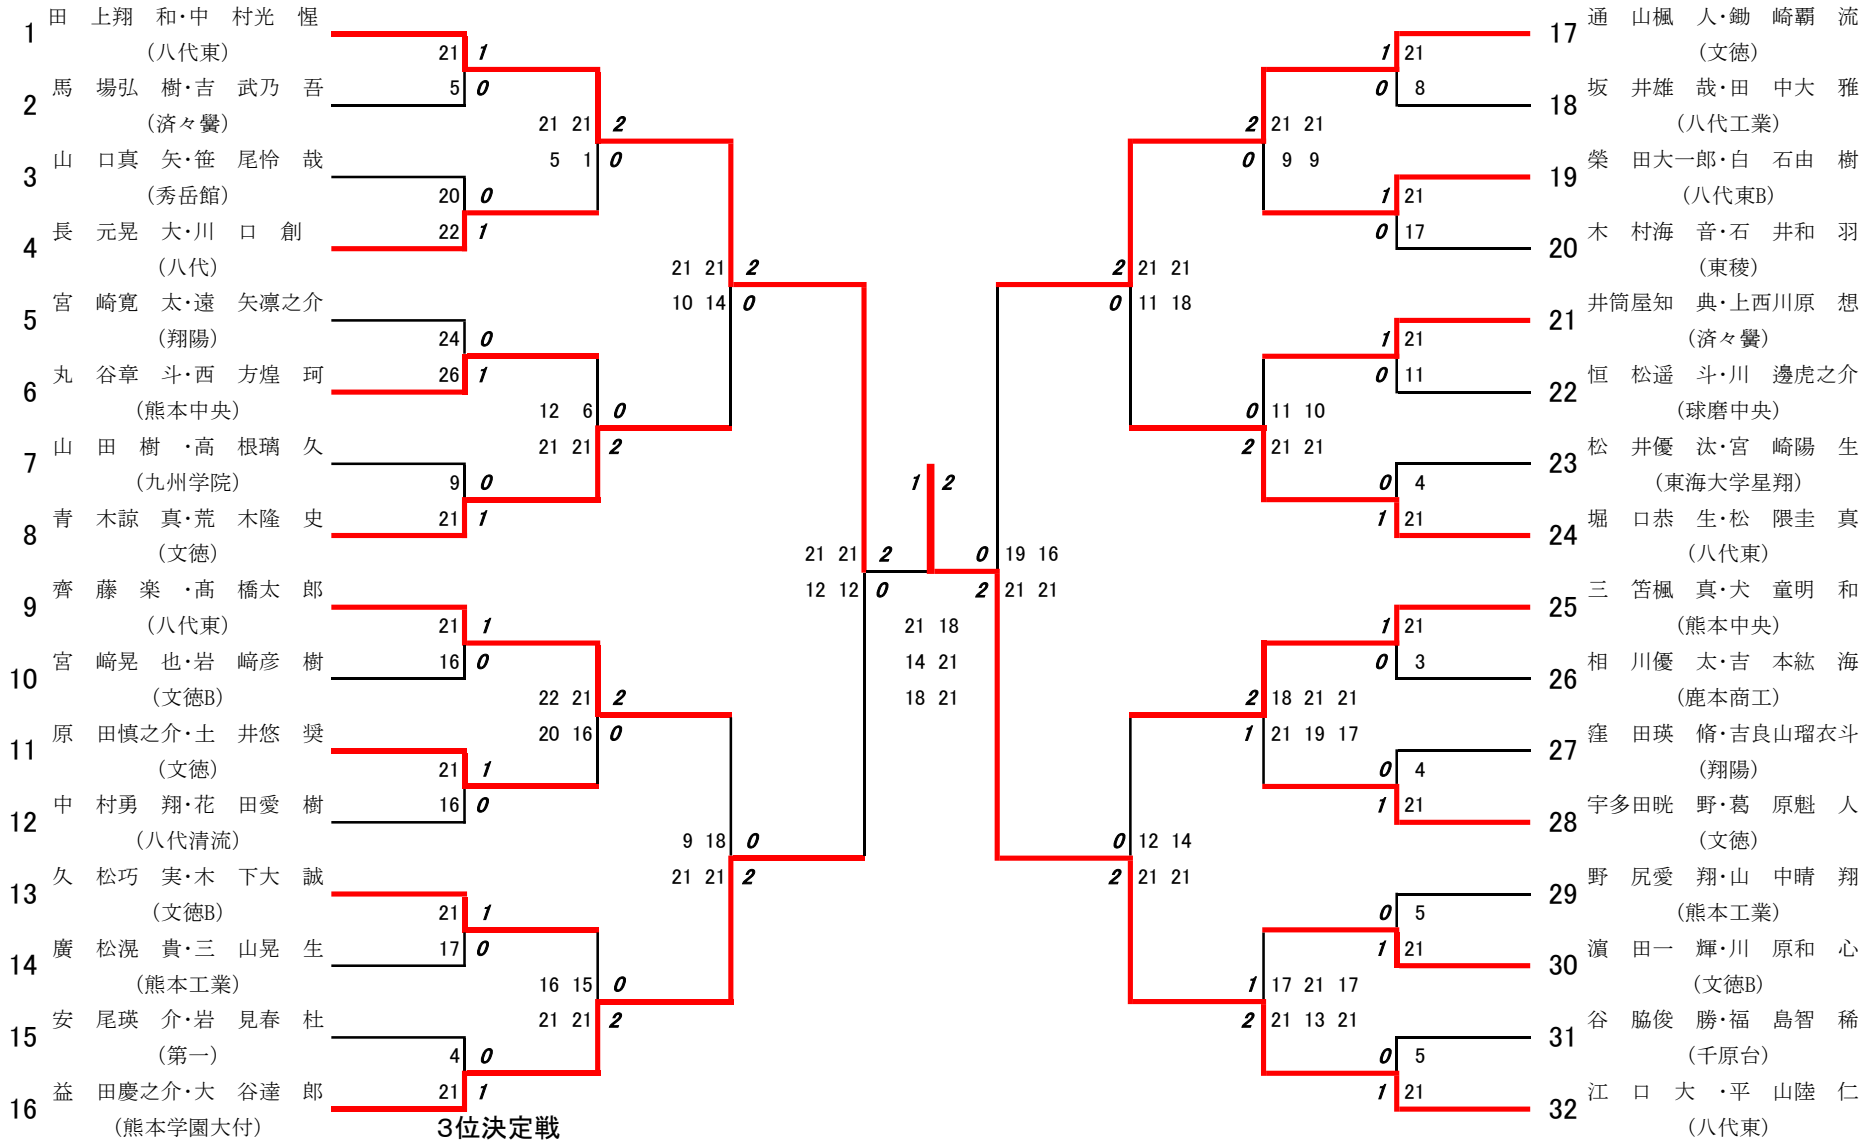 1 田　上翔　和・中　村光　惺
(八代東)
2 馬　場弘　樹・吉　武乃　吾
(済々黌)
3 山　口真　矢・笹　尾怜　哉
(秀岳館)
4 長　元晃　大・川　口　創
(八代)
5 宮　崎寛　太・遠　矢凛之介
(翔陽)
6 丸　谷章　斗・西　方煌　珂
(熊本中央)
7 山　田　樹　・高　根璃　久
(九州学院)
8 青　木諒　真・荒　木隆　史
(文徳)
9 齊　藤　楽　・髙　橋太　郎
(八代東)
10 宮　﨑晃　也・岩　﨑彦　樹
(文徳B)
11 原　田慎之介・土　井悠　奨
(文徳)
12 中　村勇　翔・花　田愛　樹
(八代清流)
13 久　松巧　実・木　下大　誠
(文徳B)
14 廣　松滉　貴・三　山晃　生
(熊本工業)
15 安　尾瑛　介・岩　見春　杜
(第一)
16 益　田慶之介・大　谷達　郎
(熊本学園大付)
21 1
5 0
20 0
22 1
24 0
26 1
9 0
21 1
21 1
16 0
21 1
16 0
21 1
17 0
4 0
21 1
21 21 2
5 1 0
12 6 0
21 21 2
22 21 2
20 16 0
16 15 0
21 21 2
21 21 2
10 14 0
9 18 0
21 21 2
21 21 2
12 12 0
1 2
21 18
14 21
18 21
0 19 16
2 21 21
2 21 21
0 11 18
0 12 14
2 21 21
2 21 21
0 9 9
0 11 10
2 21 21
2 18 21 21
1 21 19 17
1 17 21 17
2 21 13 21
1 21
0 8
1 21
0 17
1 21
0 11
0 4
1 21
1 21
0 3
0 4
1 21
0 5
1 21
0 5
1 21
17 通　山楓　人・鋤　崎覇　流
(文徳)
18 坂　井雄　哉・田　中大　雅
(八代工業)
19 榮　田大一郎・白　石由　樹
(八代東B)
20 木　村海　音・石　井和　羽
(東稜)
21 井筒屋知　典・上西川原　想
(済々黌)
22 恒　松遥　斗・川　邊虎之介
(球磨中央)
23 松　井優　汰・宮　崎陽　生
(東海大学星翔)
24 堀　口恭　生・松　隈圭　真
(八代東)
25 三　筈楓　真・犬　童明　和
(熊本中央)
26 相　川優　太・吉　本紘　海
(鹿本商工)
27 窪　田瑛　脩・吉良山瑠衣斗
(翔陽)
28 宇多田晄　野・葛　原魁　人
(文徳)
29 野　尻愛　翔・山　中晴　翔
(熊本工業)
30 濵　田一　輝・川　原和　心
(文徳B)
31 谷　脇俊　勝・福　島智　稀
(千原台)
32 江　口　大　・平　山陸　仁
(八代東)
3位決定戦